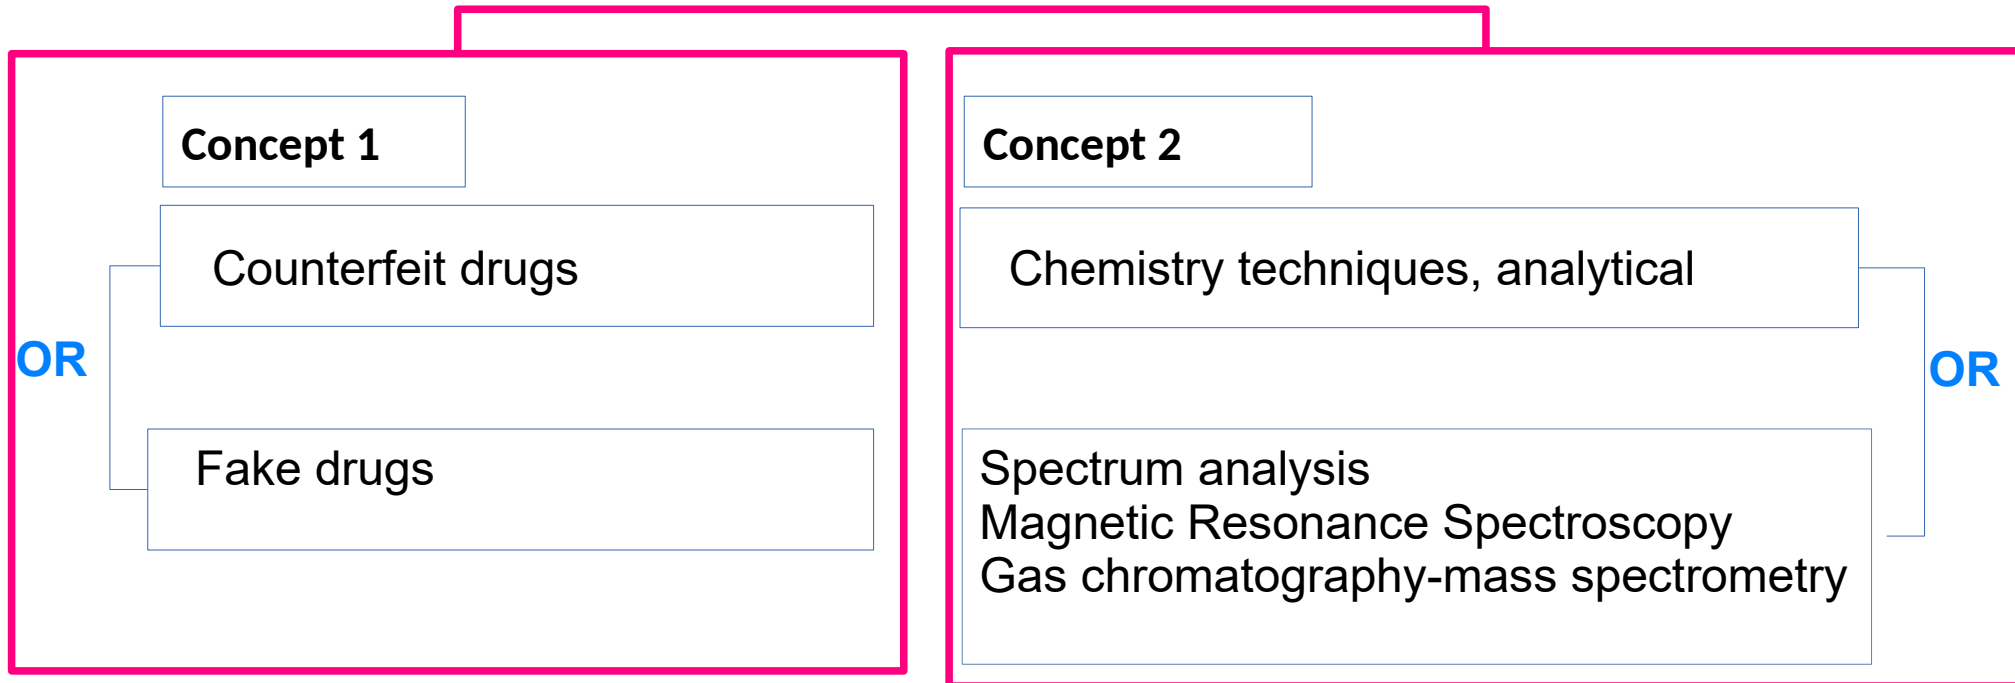 Concept 1
Counterfeit drugs
OR
Fake drugs
Concept 2
Chemistry techniques, analytical
OR
Spectrum analysis
Magnetic Resonance Spectroscopy
Gas chromatography-mass spectrometry